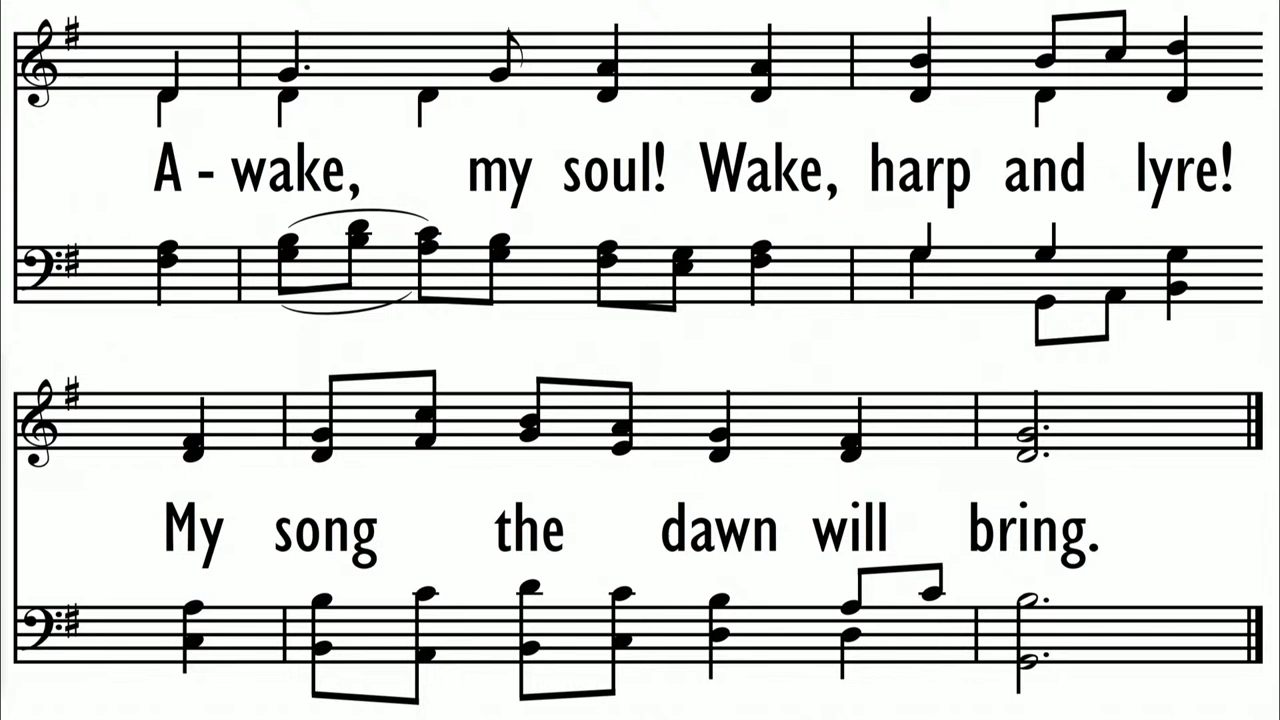 A - wake, my soul! Wake, harp and lyre!
My song the dawn will bring.